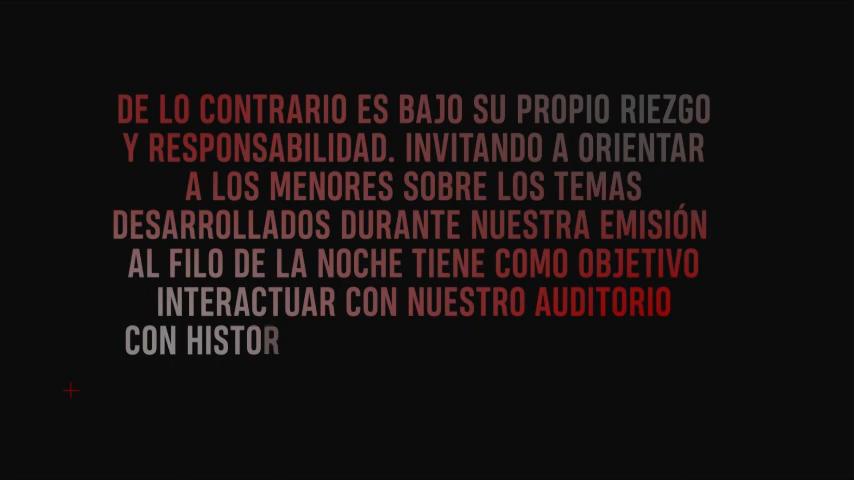 DE LO CONTRARIO ES BAJO SU PROPIO RIEZGO
Y RESPONSABILIDAD. INVITANDO A ORIENTAR
A LOS MENORES SOBRE LOS TEMAS
DESARROLLADOS DURANTE NUESTRA EMISIÓN
AL FILO DE LA NOCHE TIENE COMO OBJETIVO
INTERACTUAR CON NUESTRO AUDITORIO
CON HISTOR